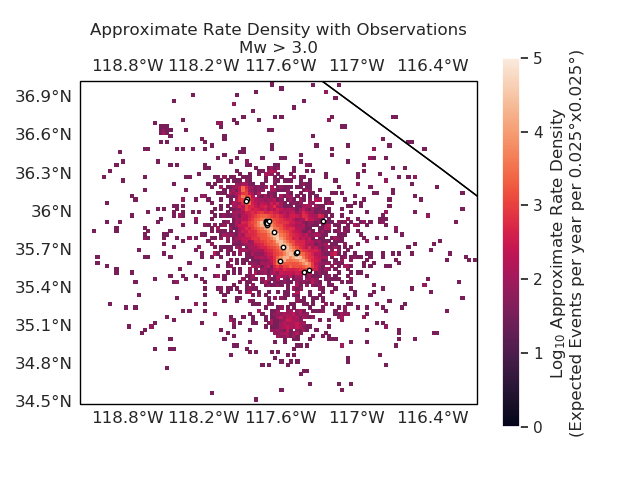 Approximate Rate Density with Observations
Mw > 3.0
118.8°W 118.2°W 117.6°W 117°W 116.4°W
36.9°N
36.6°N
36.3°N
36°N
35.7°N
35.4°N
35.1°N
34.8°N
34.5°N
118.8°W 118.2°W 117.6°W 117°W 116.4°W
5
4
3
2
1
0
Log₁₀ Approximate Rate Density
(Expected Events per year per 0.025°x0.025°)